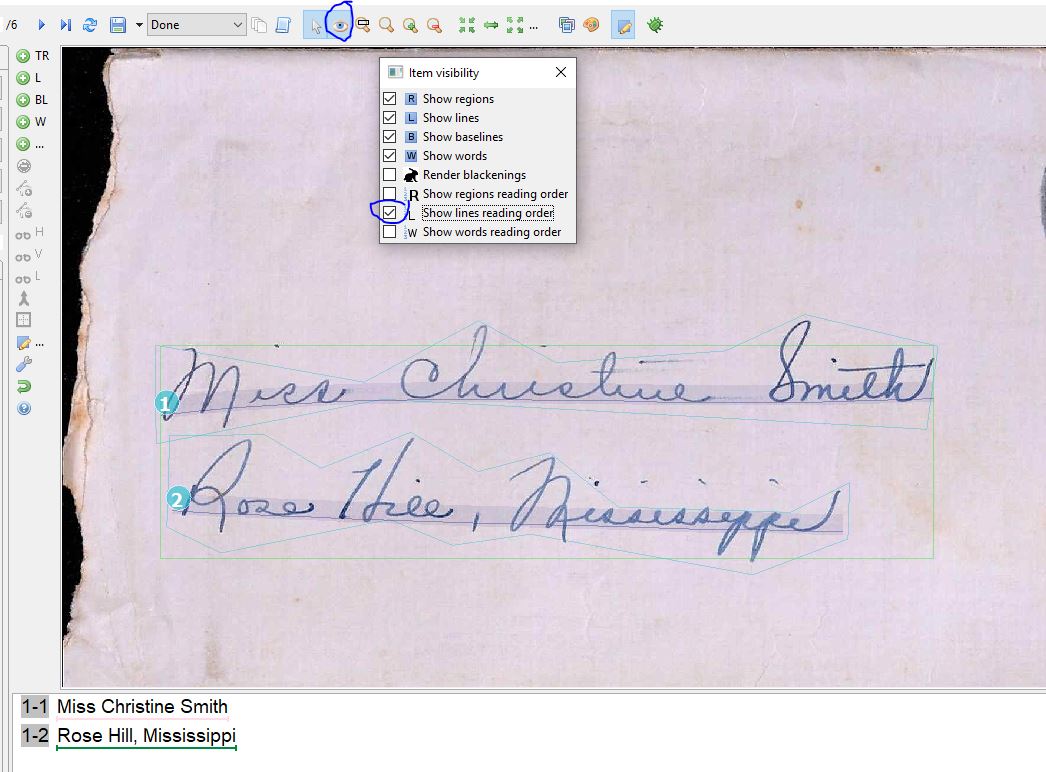 /6 Done
TR
L
BL
W
...
H
V
L
...
...
Item visibility
R Show regions
L Show lines
B Show baselines
W Show words
Render blackenings
R Show regions reading order
L Show lines reading order
W Show words reading order
1 Miss Christine Smith
2 Rose Hill, Mississippi
1-1 Miss Christine Smith
1-2 Rose Hill, Mississippi